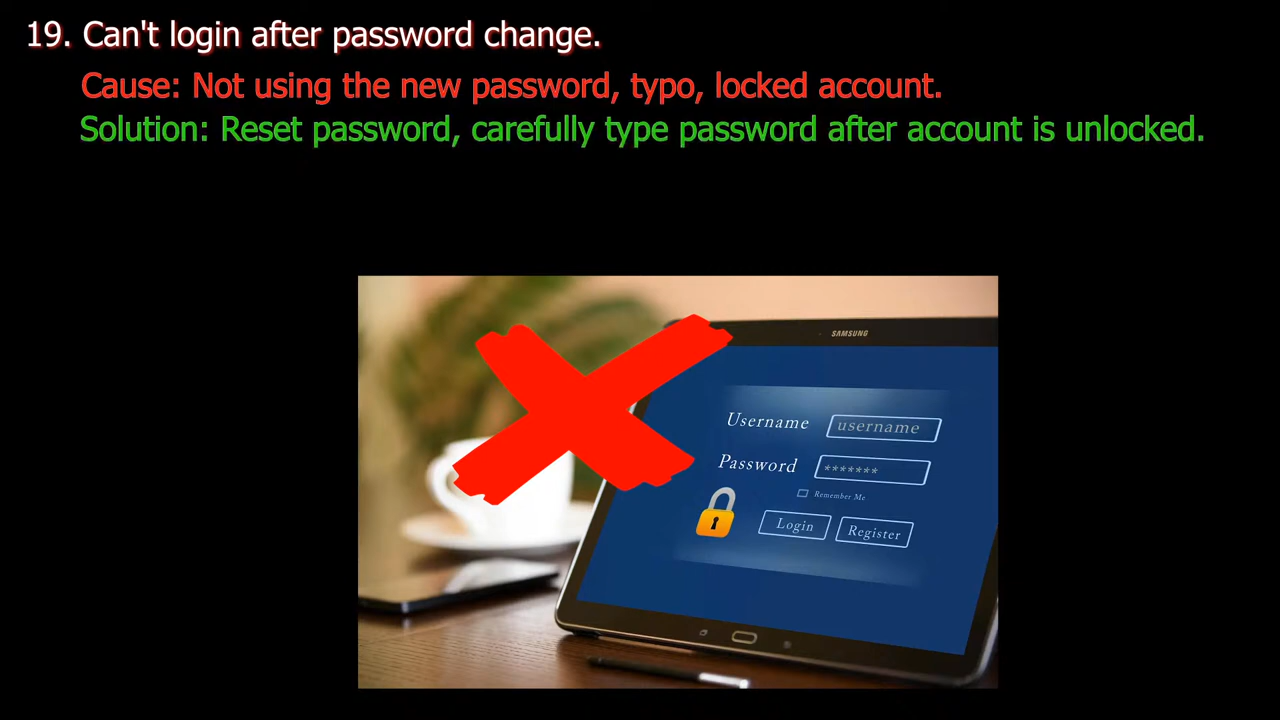 19. Can't login after password change.
Cause: Not using the new password, typo, locked account.
Solution: Reset password, carefully type password after account is unlocked.
SAMSUNG
Username username
Password *******
Remember Me
Login Register